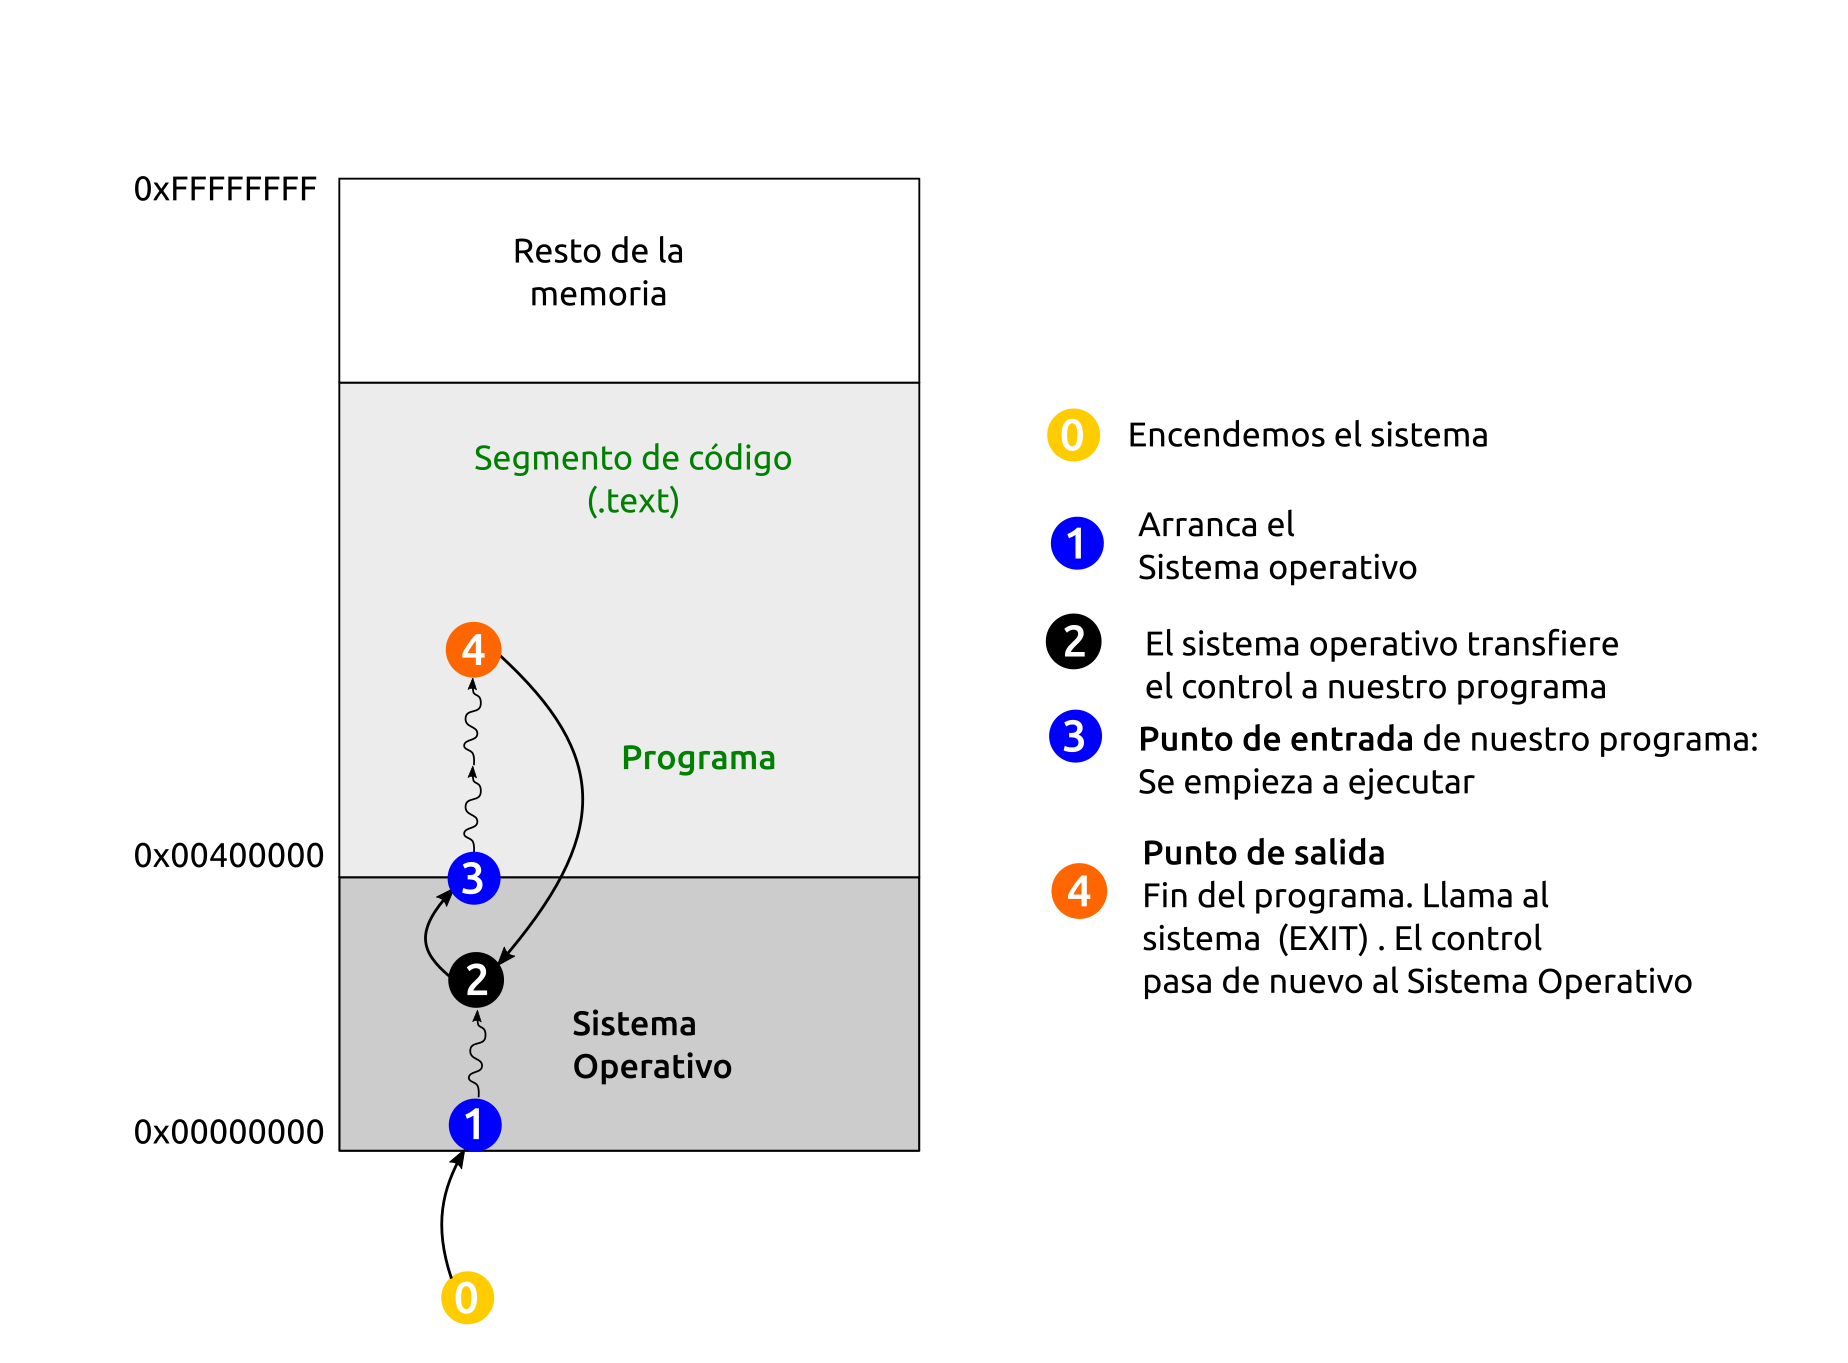 0xFFFFFFFF
Resto de la
memoria
Segmento de código
(.text)
4
Programa
0x00400000
3
2
Sistema
Operativo
0x00000000
1
0
0 Encendemos el sistema
1 Arranca el
Sistema operativo
2 El sistema operativo transfiere
el control a nuestro programa
3 Punto de entrada de nuestro programa:
Se empieza a ejecutar
Punto de salida
4 Fin del programa. Llama al
sistema (EXIT) . El control
pasa de nuevo al Sistema Operativo